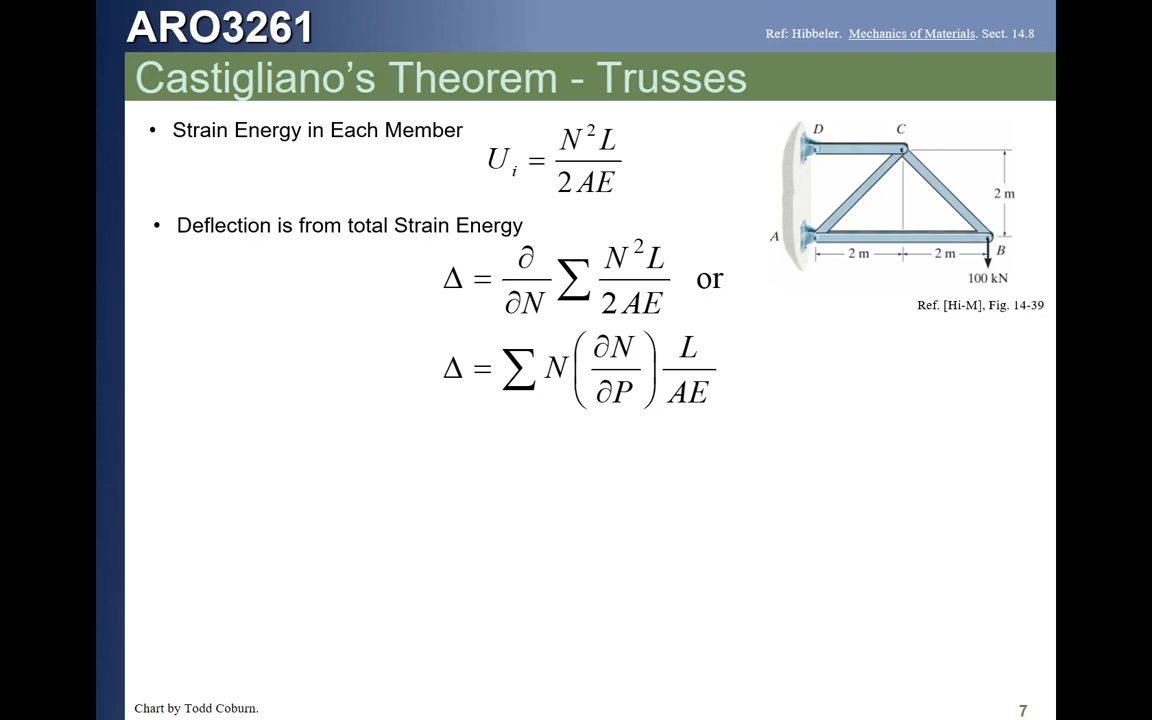 ARO3261
Ref: Hibbeler. Mechanics of Materials. Sect. 14.8
Castigliano's Theorem - Trusses
• Strain Energy in Each Member
U_i = N²L / 2AE
• Deflection is from total Strain Energy
Δ = ∂/∂N ∑ N²L / 2AE or
Δ = ∑ N (∂N/∂P) L/AE
D
C
2 m
A
B
2 m
2 m
100 kN
Ref. [Hi-M], Fig. 14-39
Chart by Todd Coburn.
7